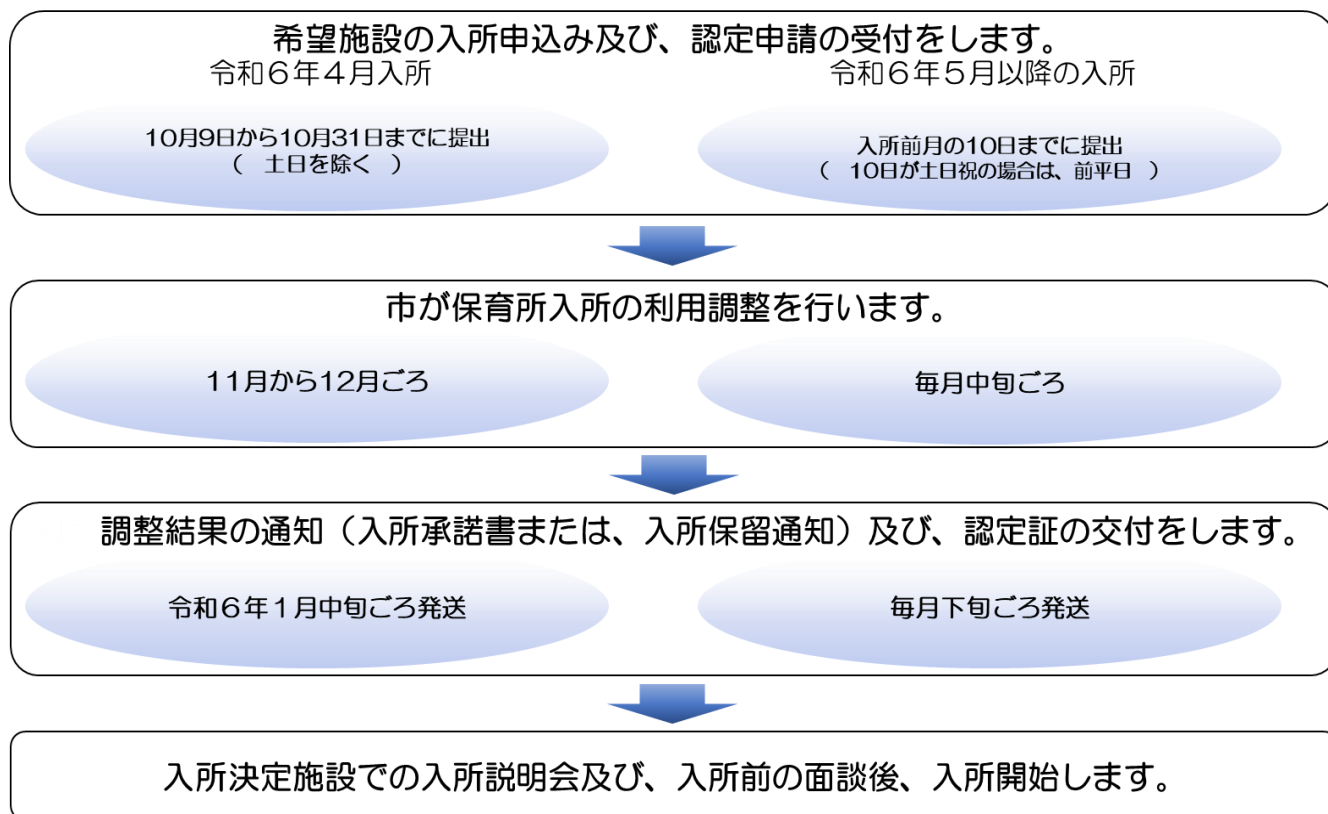 希望施設の入所申込み及び、認定申請の受付をします。
令和６年４月入所
令和６年５月以降の入所
10月9日から10月31日までに提出
（　土日を除く　）
入所前月の10日までに提出
（　10日が土日祝の場合は、前平日　）
市が保育所入所の利用調整を行います。
11月から12月ごろ
毎月中旬ごろ
調整結果の通知（入所承諾書または、入所保留通知）及び、認定証の交付をします。
令和６年１月中旬ごろ発送
毎月下旬ごろ発送
入所決定施設での入所説明会及び、入所前の面談後、入所開始します。